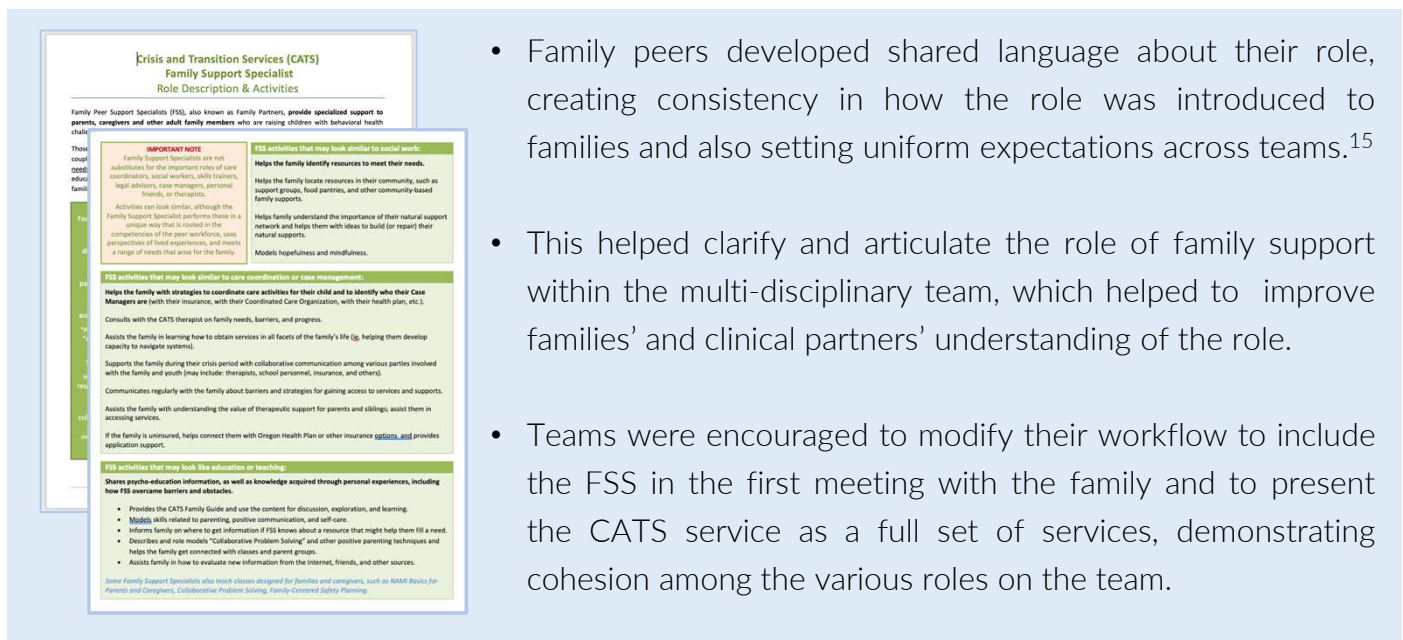 Crisis and Transition Services (CATS)
Family Support Specialist
Role Description & Activities
Family Peer Support Specialists (FSS), also known as Family Partners, provide specialized support to
parents, caregivers and other adult family members who are raising children with behavioral health
IMPORTANT NOTE
Family Support Specialists are not
substitutes for the important roles of care
coordinators, social workers, skills trainers,
legal advisors, case managers, personal
friends, or therapists.
Activities can look similar, although the
Family Support Specialist performs these in a
unique way that is rooted in the
competencies of the peer workforce, uses
perspectives of lived experiences, and meets
a range of needs that arise for the family.
FSS activities that may look similar to social work:
Helps the family identify resources to meet their needs.
Helps the family locate resources in their community, such as
support groups, food pantries, and other community-based
family supports.
Helps family understand the importance of their natural support
network and helps them with ideas to build (or repair) their
natural supports.
Models hopefulness and mindfulness.
FSS activities that may look similar to care coordination or case management:
Helps the family with strategies to coordinate care activities for their child and to identify who their Case
Managers are (with their insurance, with their Coordinated Care Organization, with their health plan, etc.).
Consults with the CATS therapist on family needs, barriers, and progress.
Assists the family in learning how to obtain services in all facets of the family's life (ig. helping them develop
capacity to navigate systems).
Supports the family during their crisis period with collaborative communication among various parties involved
with the family and youth (may include: therapists, school personnel, insurance, and others).
Communicates regularly with the family about barriers and strategies for gaining access to services and supports.
Assists the family with understanding the value of therapeutic support for parents and siblings; assist them in
accessing services.
If the family is uninsured, helps connect them with Oregon Health Plan or other insurance options and provides
application support.
FSS activities that may look like education or teaching:
Shares psycho-education information, as well as knowledge acquired through personal experiences, including
how FSS overcame barriers and obstacles.
• Provides the CATS Family Guide and use the content for discussion, exploration, and learning.
• Models skills related to parenting, positive communication, and self-care.
• Informs family on where to get information if FSS knows about a resource that might help them fill a need.
• Describes and role models "Collaborative Problem Solving" and other positive parenting techniques and
helps the family get connected with classes and parent groups.
• Assists family in how to evaluate new information from the Internet, friends, and other sources.
Some Family Support Specialists also teach classes designed for families and caregivers, such as NAMI Basics for
Parents and Caregivers, Collaborative Problem Solving, Family-Centered Safety Planning.
• Family peers developed shared language about their role,
creating consistency in how the role was introduced to
families and also setting uniform expectations across teams.15
• This helped clarify and articulate the role of family support
within the multi-disciplinary team, which helped to improve
families' and clinical partners' understanding of the role.
• Teams were encouraged to modify their workflow to include
the FSS in the first meeting with the family and to present
the CATS service as a full set of services, demonstrating
cohesion among the various roles on the team.